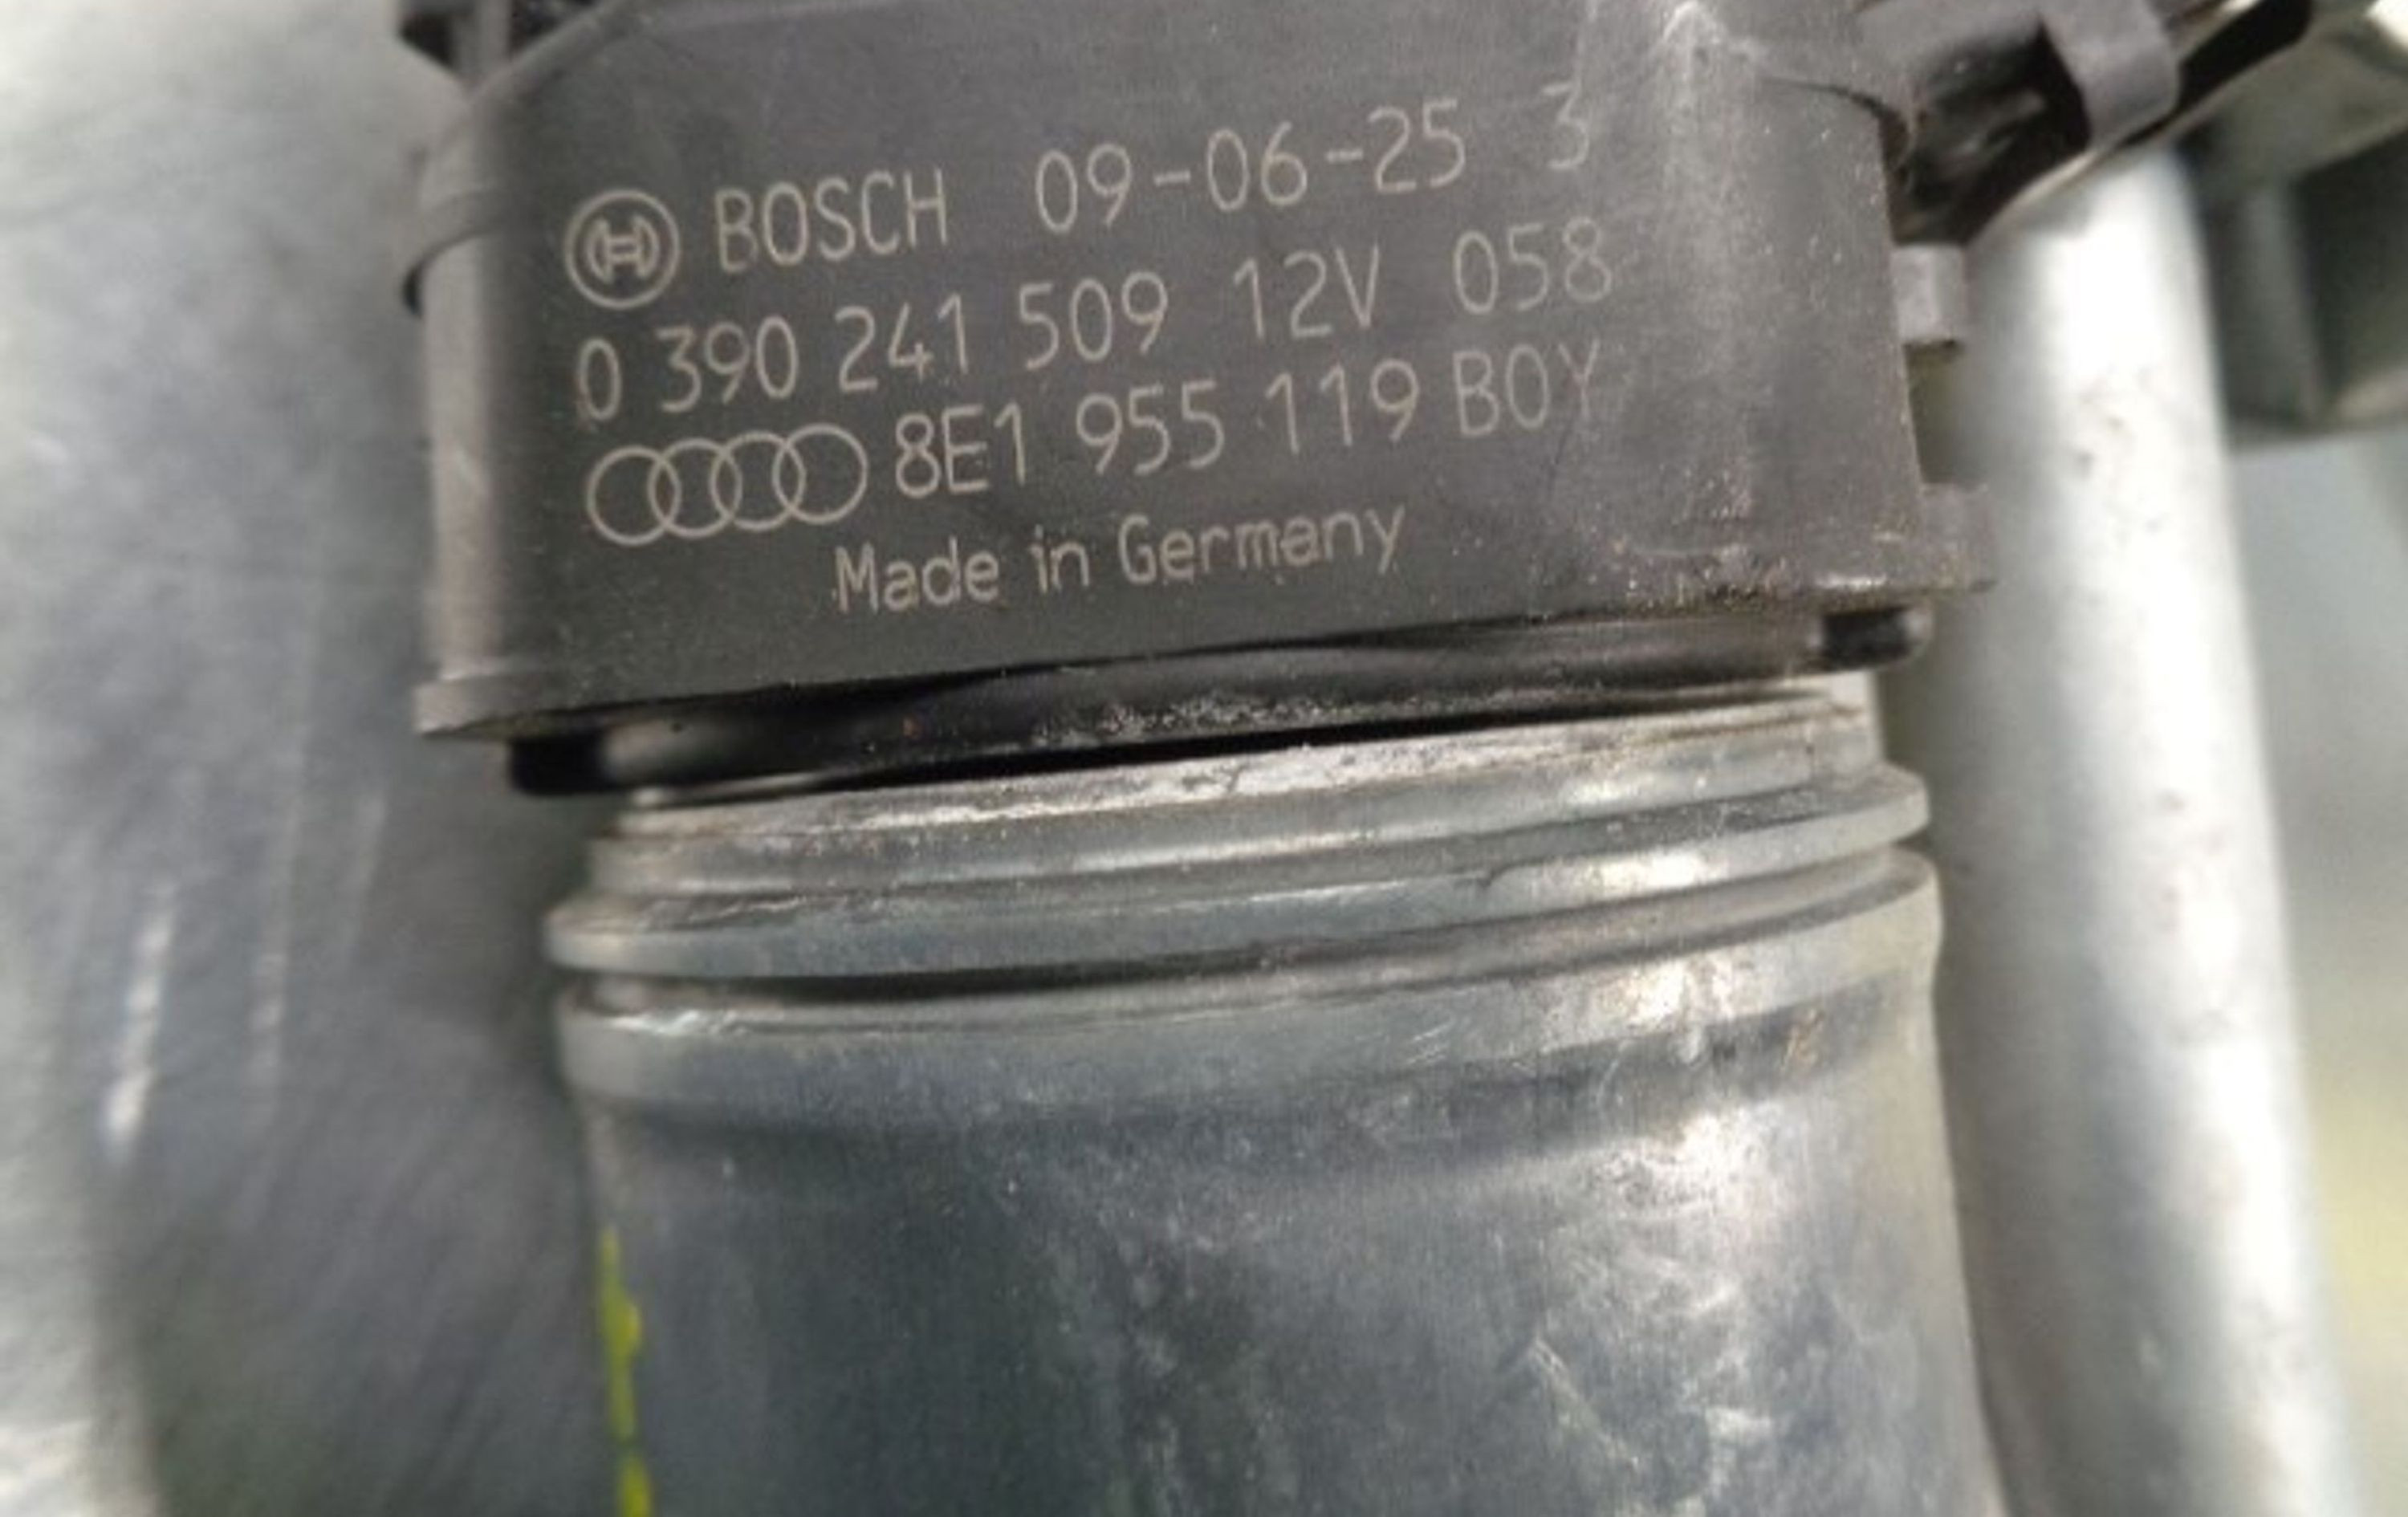 BOSCH 09-06-25 3
0 390 241 509 12V 058
8E1 955 119 B0Y
Made in Germany